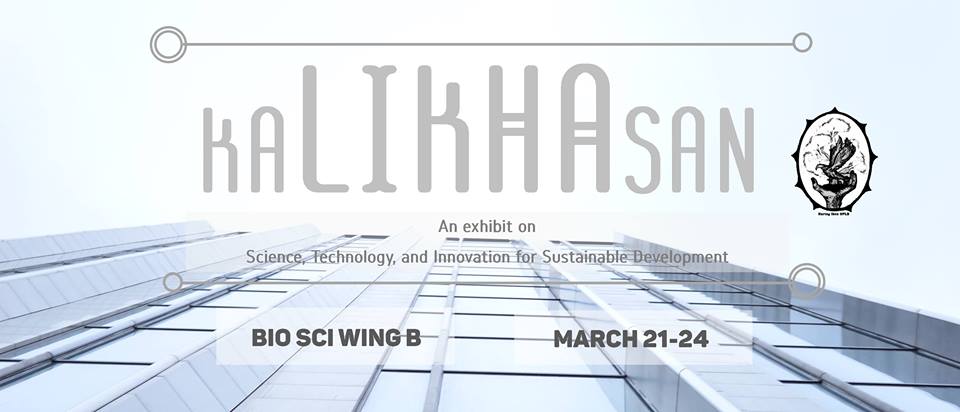 kALIKHASAN
An exhibit on
Science, Technology, and Innovation for Sustainable Development
BIO SCI WING B
MARCH 21-24